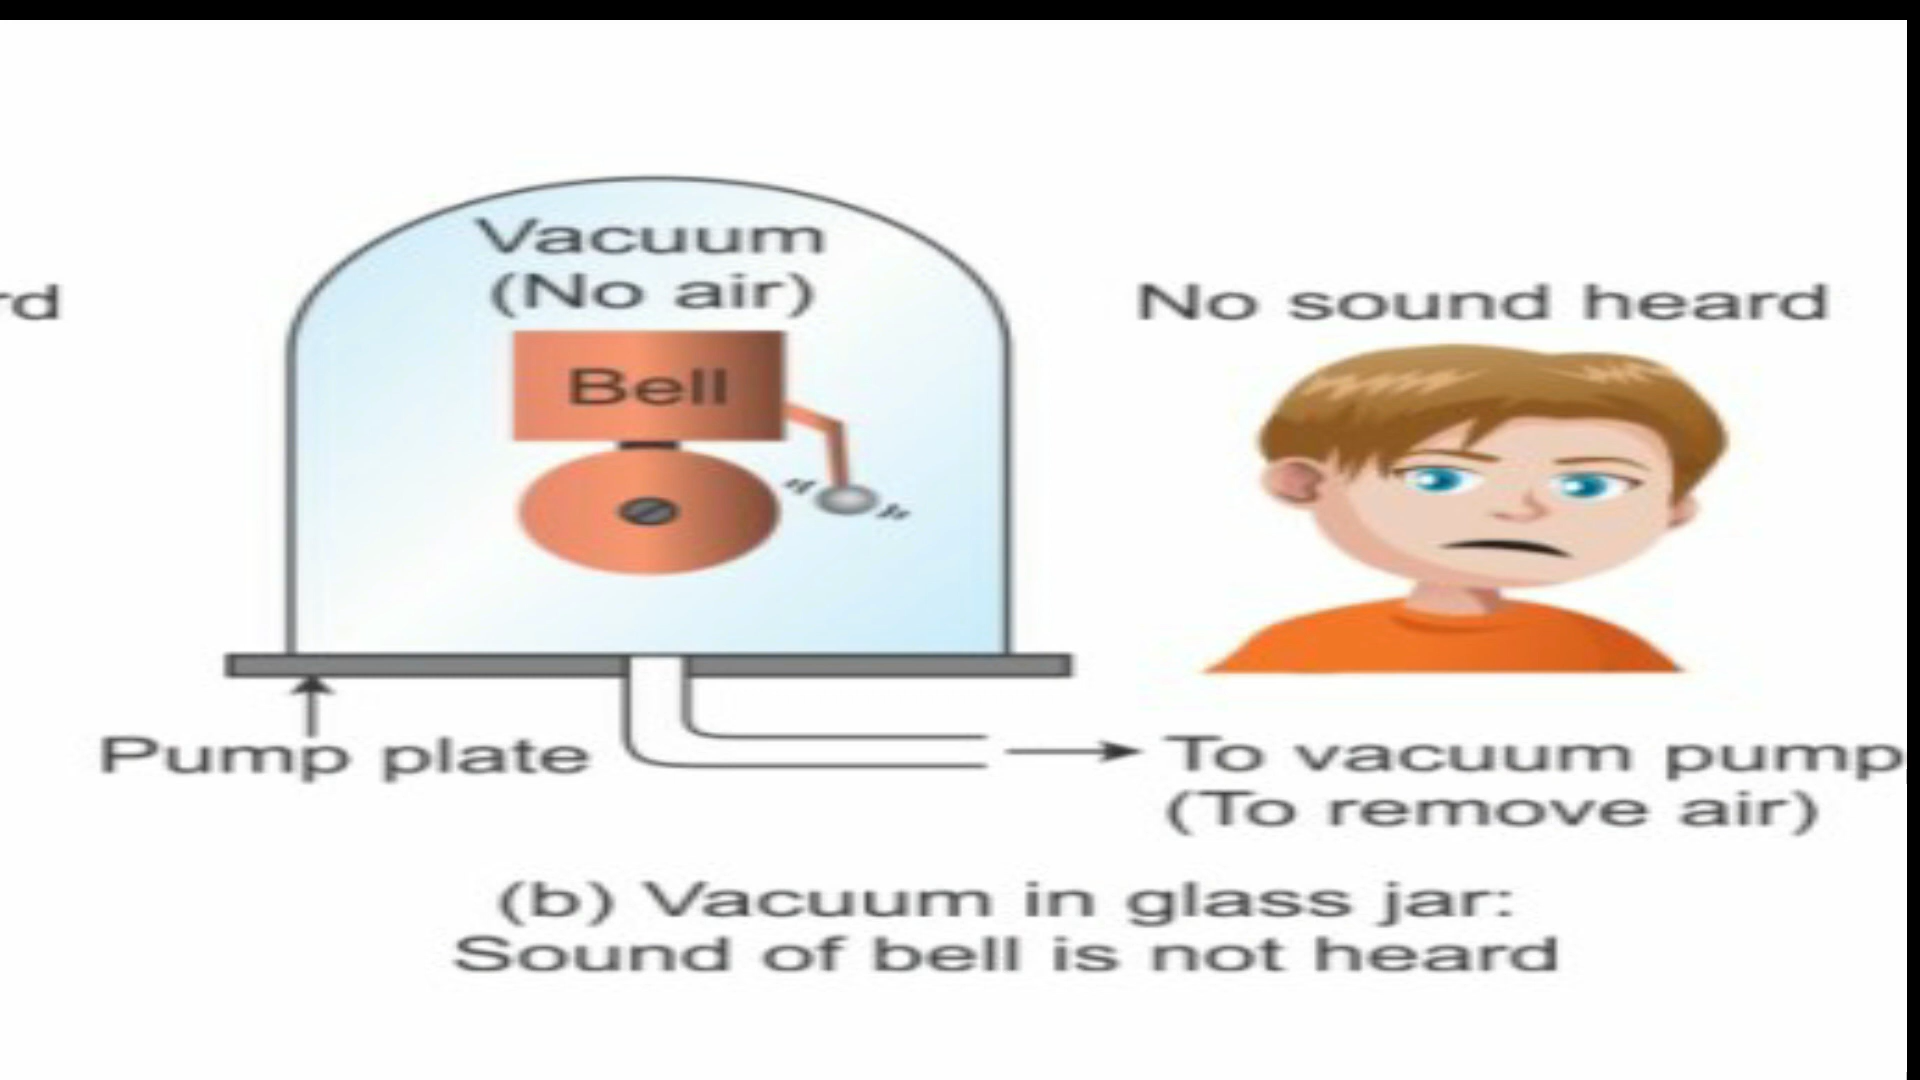 Vacuum
(No air)
rd
No sound heard
Bell
Pump plate
To vacuum pump
(To remove air)
(b) Vacuum in glass jar:
Sound of bell is not heard